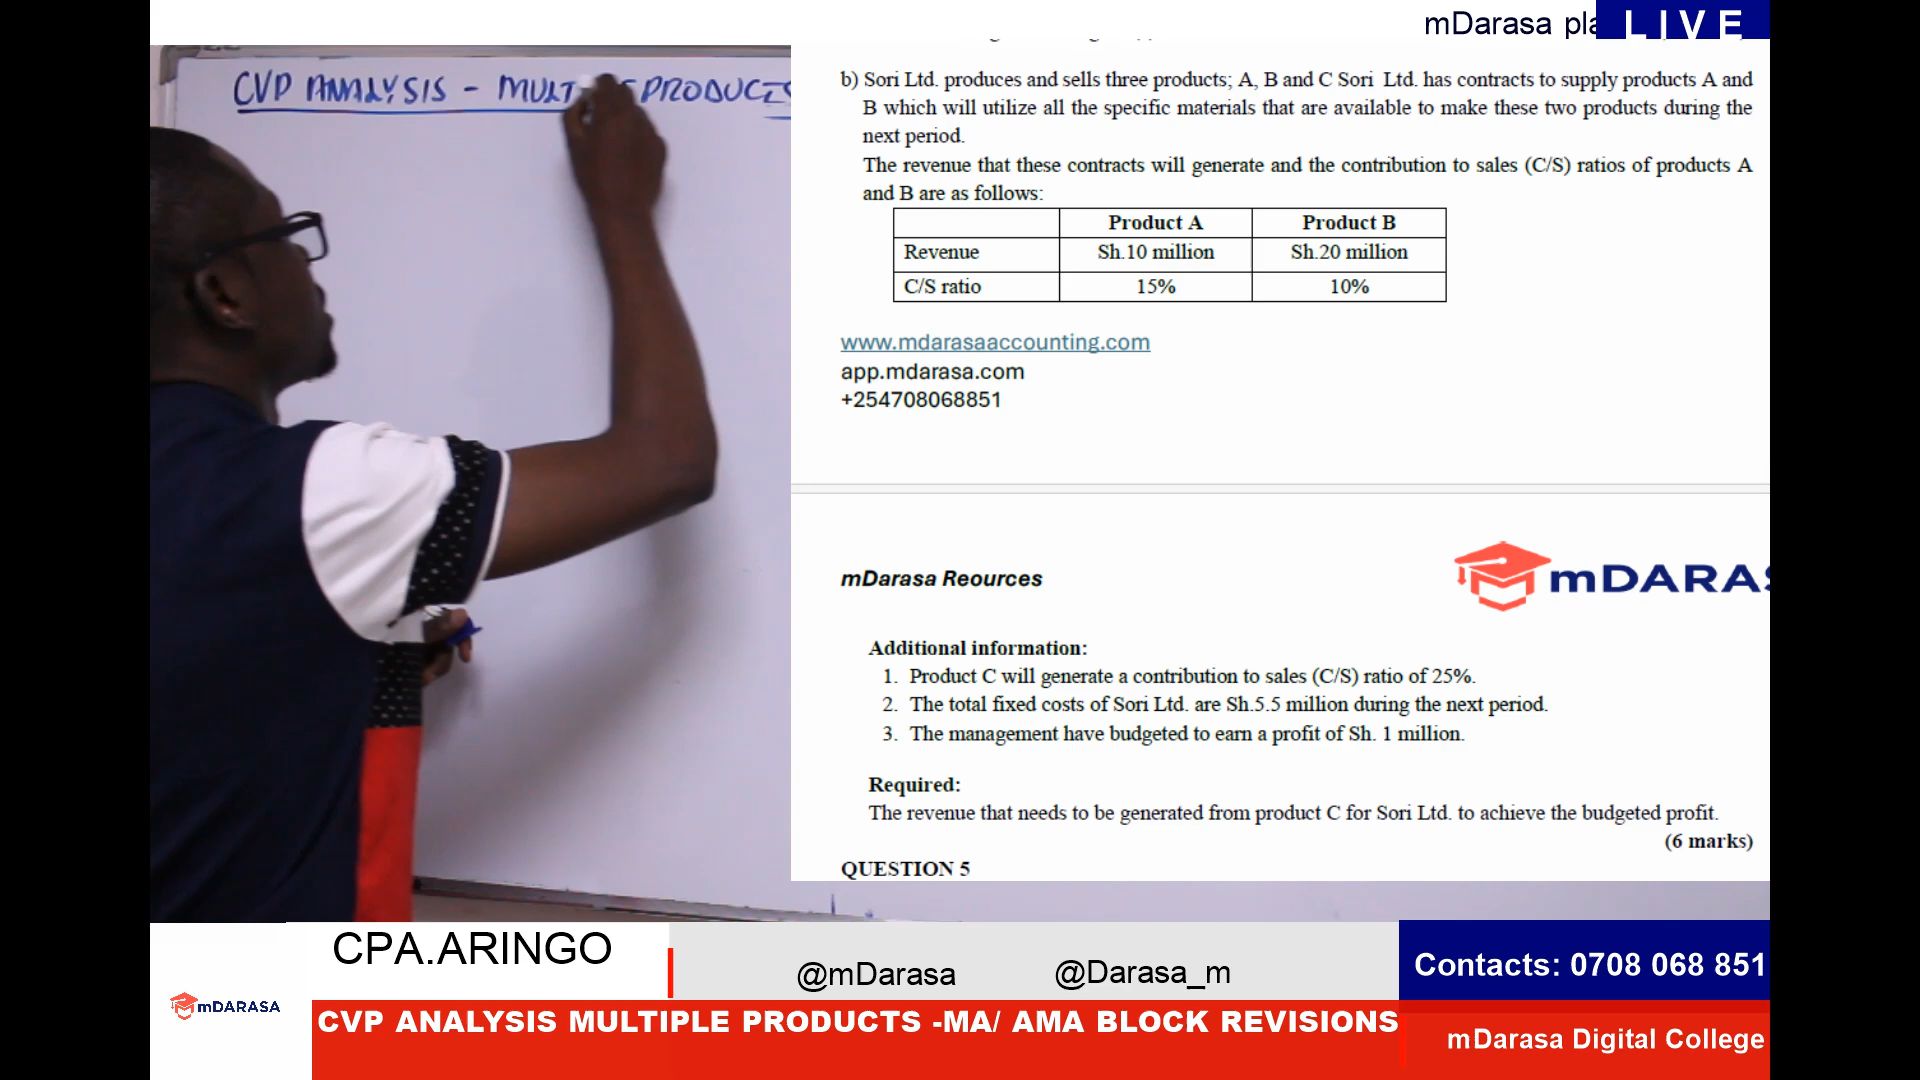 mDarasa pla
LIVE
CVP ANALYSIS - MULT PRODUCTS
b) Sori Ltd. produces and sells three products; A, B and C Sori Ltd. has contracts to supply products A and
B which will utilize all the specific materials that are available to make these two products during the
next period.
The revenue that these contracts will generate and the contribution to sales (C/S) ratios of products A
and B are as follows:
Product A Product B
Revenue Sh.10 million Sh.20 million
C/S ratio 15% 10%
www.mdarasaaccounting.com
app.mdarasa.com
+254708068851
mDarasa Reources
mDARAS
Additional information:
1. Product C will generate a contribution to sales (C/S) ratio of 25%.
2. The total fixed costs of Sori Ltd. are Sh.5.5 million during the next period.
3. The management have budgeted to earn a profit of Sh. 1 million.
Required:
The revenue that needs to be generated from product C for Sori Ltd. to achieve the budgeted profit.
(6 marks)
QUESTION 5
CPA.ARINGO
@mDarasa
@Darasa_m
Contacts: 0708 068 851
mDARASA
CVP ANALYSIS MULTIPLE PRODUCTS -MA/ AMA BLOCK REVISIONS
mDarasa Digital College